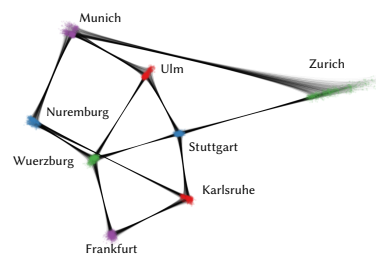 Munich
Ulm
Zurich
Nuremburg
Stuttgart
Wuerzburg
Karlsruhe
Frankfurt